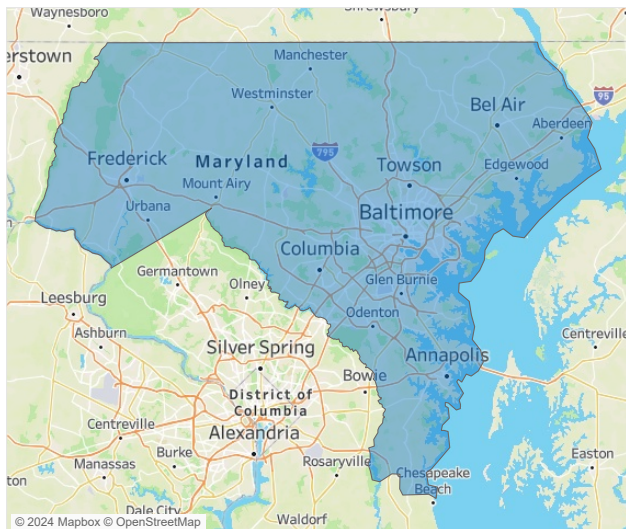 Waynesboro
Shrewsbury
erstown
Manchester
Westminster
95
Bel Air
Aberdeen
795
Frederick
Maryland
Towson
Edgewood
Mount Airy
Urbana
Baltimore
Columbia
Germantown
Olney
Glen Burnie
Leesburg
Odenton
Ashburn
Centreville
Silver Spring
Annapolis
Bowie
District of
Columbia
Centreville
Alexandria
Burke
Manassas
Rosaryville
Easton
Chesapeake
Beach
ton
Dale City
Waldorf
© 2024 Mapbox © OpenStreetMap